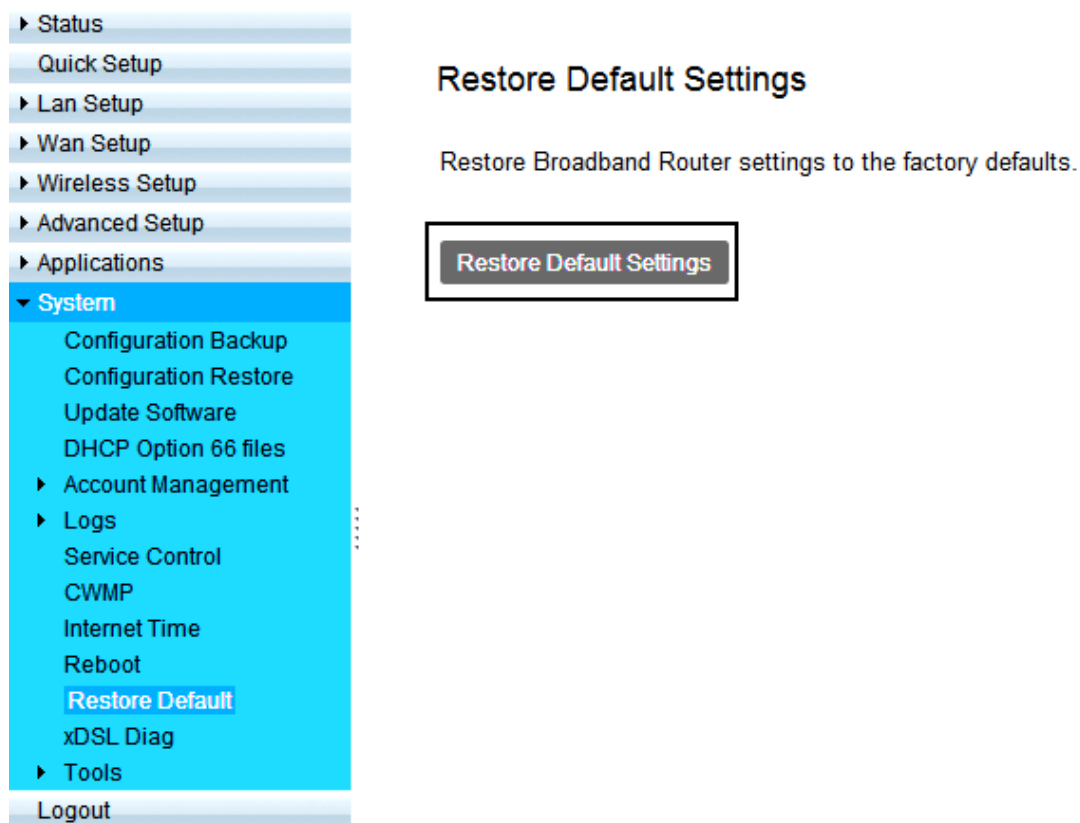 Status
Quick Setup
Lan Setup
Wan Setup
Wireless Setup
Advanced Setup
Applications
System
Configuration Backup
Configuration Restore
Update Software
DHCP Option 66 files
Account Management
Logs
Service Control
CWMP
Internet Time
Reboot
Restore Default
xDSL Diag
Tools
Logout
Restore Default Settings
Restore Broadband Router settings to the factory defaults.
Restore Default Settings